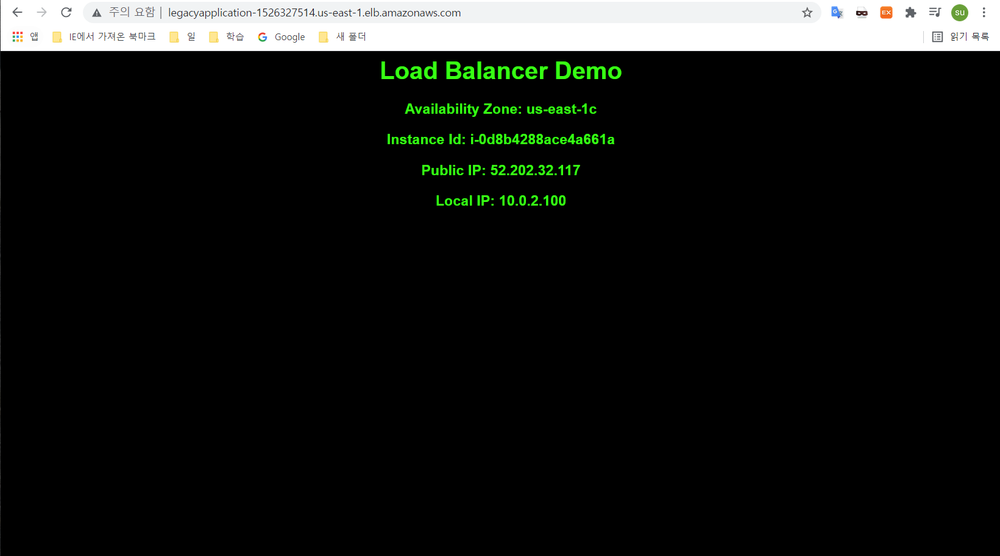 주의 요함 | legacyapplication-1526327514.us-east-1.elb.amazonaws.com
EX
su
앱 IE에서 가져온 북마크 일 학습 Google 새 폴더 읽기 목록
Load Balancer Demo
Availability Zone: us-east-1c
Instance Id: i-0d8b4288ace4a661a
Public IP: 52.202.32.117
Local IP: 10.0.2.100